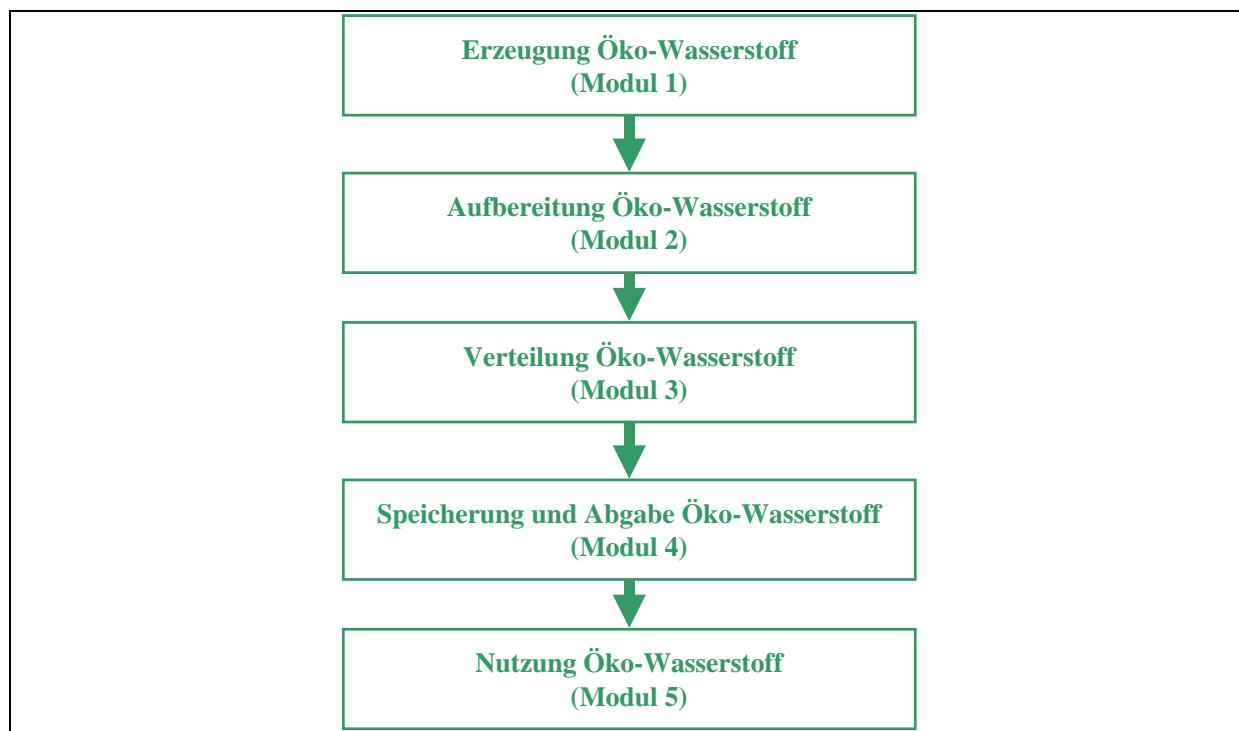 Erzeugung Öko-Wasserstoff
(Modul 1)
Aufbereitung Öko-Wasserstoff
(Modul 2)
Verteilung Öko-Wasserstoff
(Modul 3)
Speicherung und Abgabe Öko-Wasserstoff
(Modul 4)
Nutzung Öko-Wasserstoff
(Modul 5)